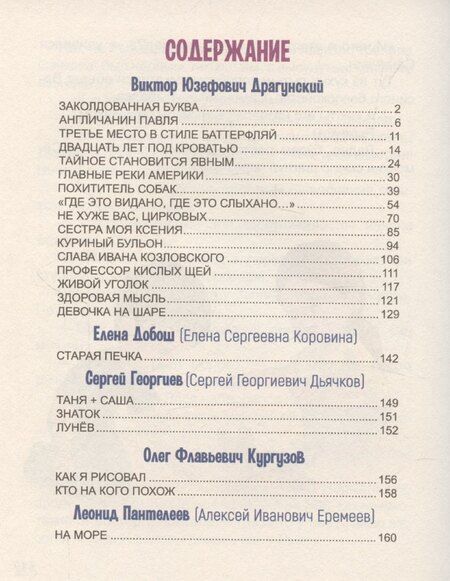 СОДЕРЖАНИЕ
Виктор Юзефович Драгунский
ЗАКОЛДОВАННАЯ БУКВА 2
АНГЛИЧАНИН ПАВЛЯ 6
ТРЕТЬЕ МЕСТО В СТИЛЕ БАТТЕРФЛЯЙ 11
ДВАДЦАТЬ ЛЕТ ПОД КРОВАТЬЮ 14
ТАЙНОЕ СТАНОВИТСЯ ЯВНЫМ 24
ГЛАВНЫЕ РЕКИ АМЕРИКИ 30
ПОХИТИТЕЛЬ СОБАК 39
«ГДЕ ЭТО ВИДАНО, ГДЕ ЭТО СЛЫХАНО...» 54
НЕ ХУЖЕ ВАС, ЦИРКОВЫХ 70
СЕСТРА МОЯ КСЕНИЯ 85
КУРИНЫЙ БУЛЬОН 94
СЛАВА ИВАНА КОЗЛОВСКОГО 106
ПРОФЕССОР КИСЛЫХ ЩЕЙ 111
ЖИВОЙ УГОЛОК 117
ЗДОРОВАЯ МЫСЛЬ 121
ДЕВОЧКА НА ШАРЕ 129
Елена Добош (Елена Сергеевна Коровина)
СТАРАЯ ПЕЧКА 142
Сергей Георгиев (Сергей Георгиевич Дьячков)
ТАНЯ + САША 149
ЗНАТОК 151
ЛУНЁВ 152
Олег Флавьевич Кургузов
КАК Я РИСОВАЛ 156
КТО НА КОГО ПОХОЖ 158
Леонид Пантелеев (Алексей Иванович Еремеев)
НА МОРЕ 160